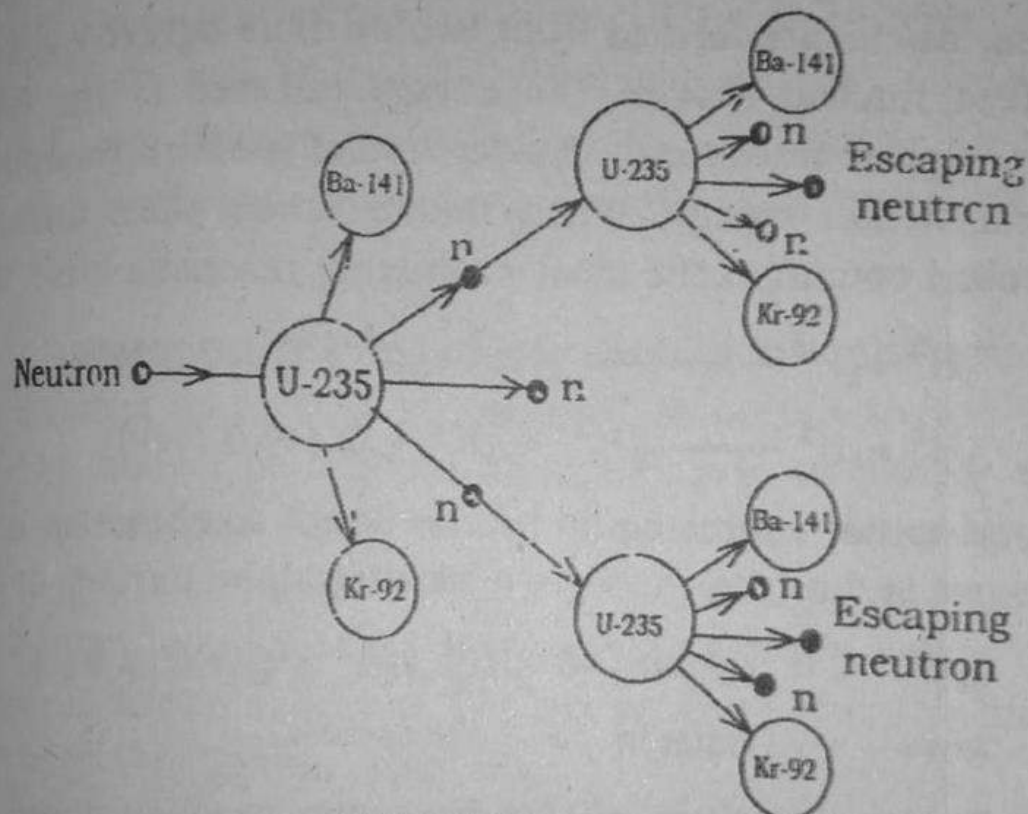 Ba-141
n
U-235
Escaping
neutron
n
Kr-92
Ba-141
n
Neutron
U-235
n
n
Kr-92
Ba-141
n
U-235
Escaping
neutron
n
Kr-92